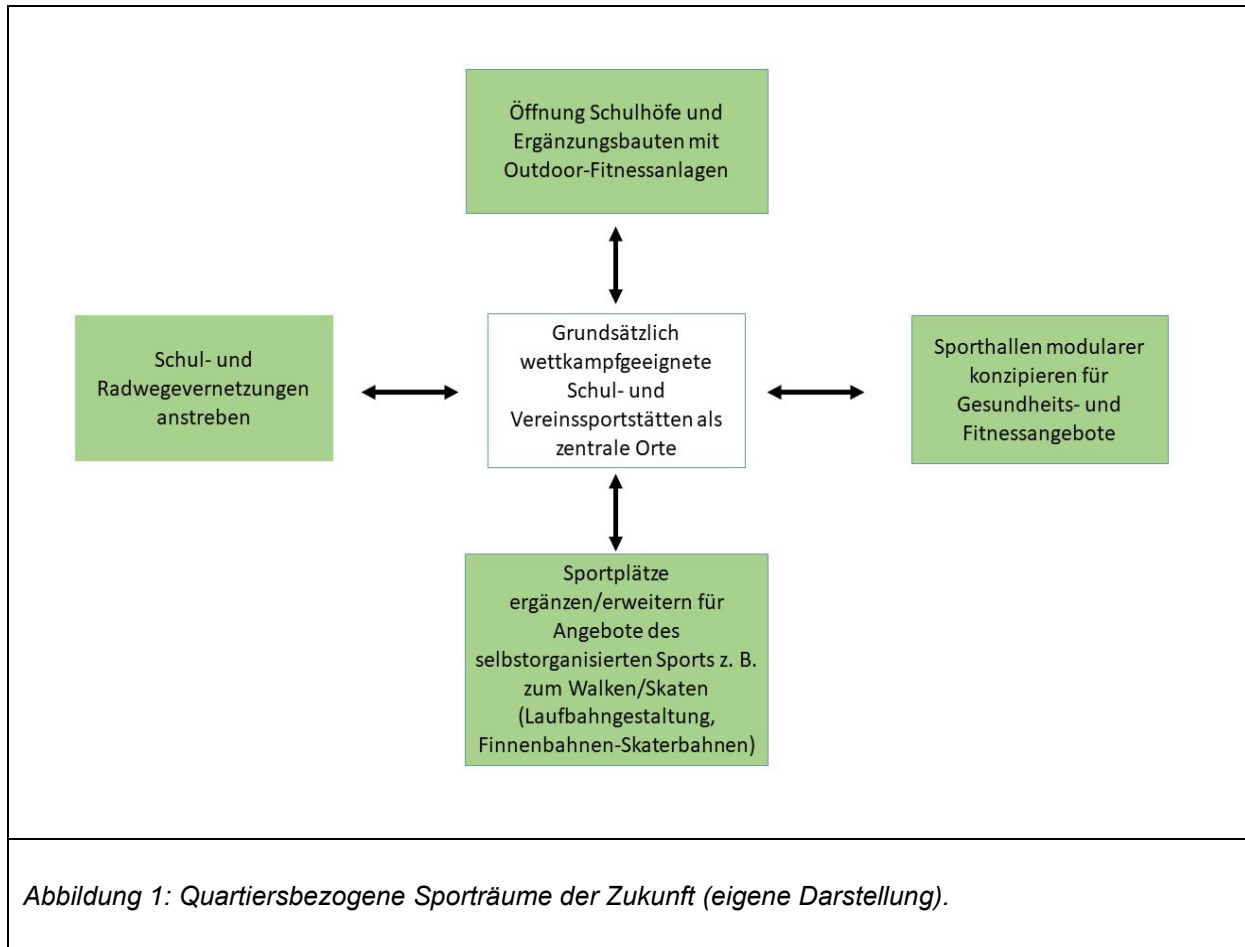 Öffnung Schulhöfe und
Ergänzungsbauten mit
Outdoor-Fitnessanlagen
Schul- und
Radwegevernetzungen
anstreben
Grundsätzlich
wettkampfgeeignete
Schul- und
Vereinssportstätten als
zentrale Orte
Sporthallen modularer
konzipieren für
Gesundheits- und
Fitnessangebote
Sportplätze
ergänzen/erweitern für
Angebote des
selbstorganisierten Sports z. B.
zum Walken/Skaten
(Laufbahngestaltung,
Finnenbahnen-Skaterbahnen)
Abbildung 1: Quartiersbezogene Sporträume der Zukunft (eigene Darstellung).